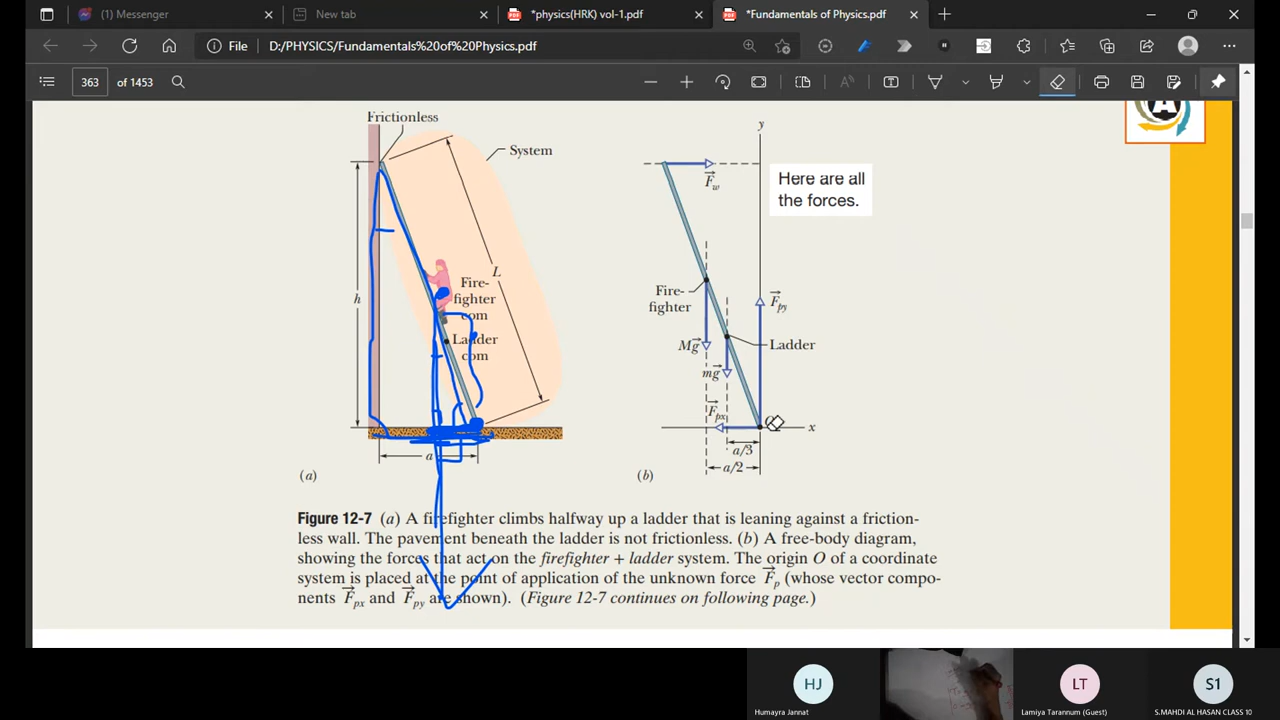 (1) Messenger
New tab
*physics(HRK) vol-1.pdf
*Fundamentals of Physics.pdf
File
D:/PHYSICS/Fundamentals%20of%20Physics.pdf
363 of 1453
Frictionless
System
h
L
Fire-
fighter
com
Ladder
com
a
(a)
y
F_w
Here are all
the forces.
Fire-
fighter
F_py
Mg
Ladder
mg
F_px
O
x
a/3
a/2
(b)
Figure 12-7 (a) A firefighter climbs halfway up a ladder that is leaning against a friction-
less wall. The pavement beneath the ladder is not frictionless. (b) A free-body diagram,
showing the forces that act on the firefighter + ladder system. The origin O of a coordinate
system is placed at the point of application of the unknown force F_p (whose vector compo-
nents F_px and F_py are shown). (Figure 12-7 continues on following page.)
A
HJ
Humayra Jannat
LT
Lamiya Tarannum (Guest)
S1
S.MAHDI AL HASAN CLASS 10